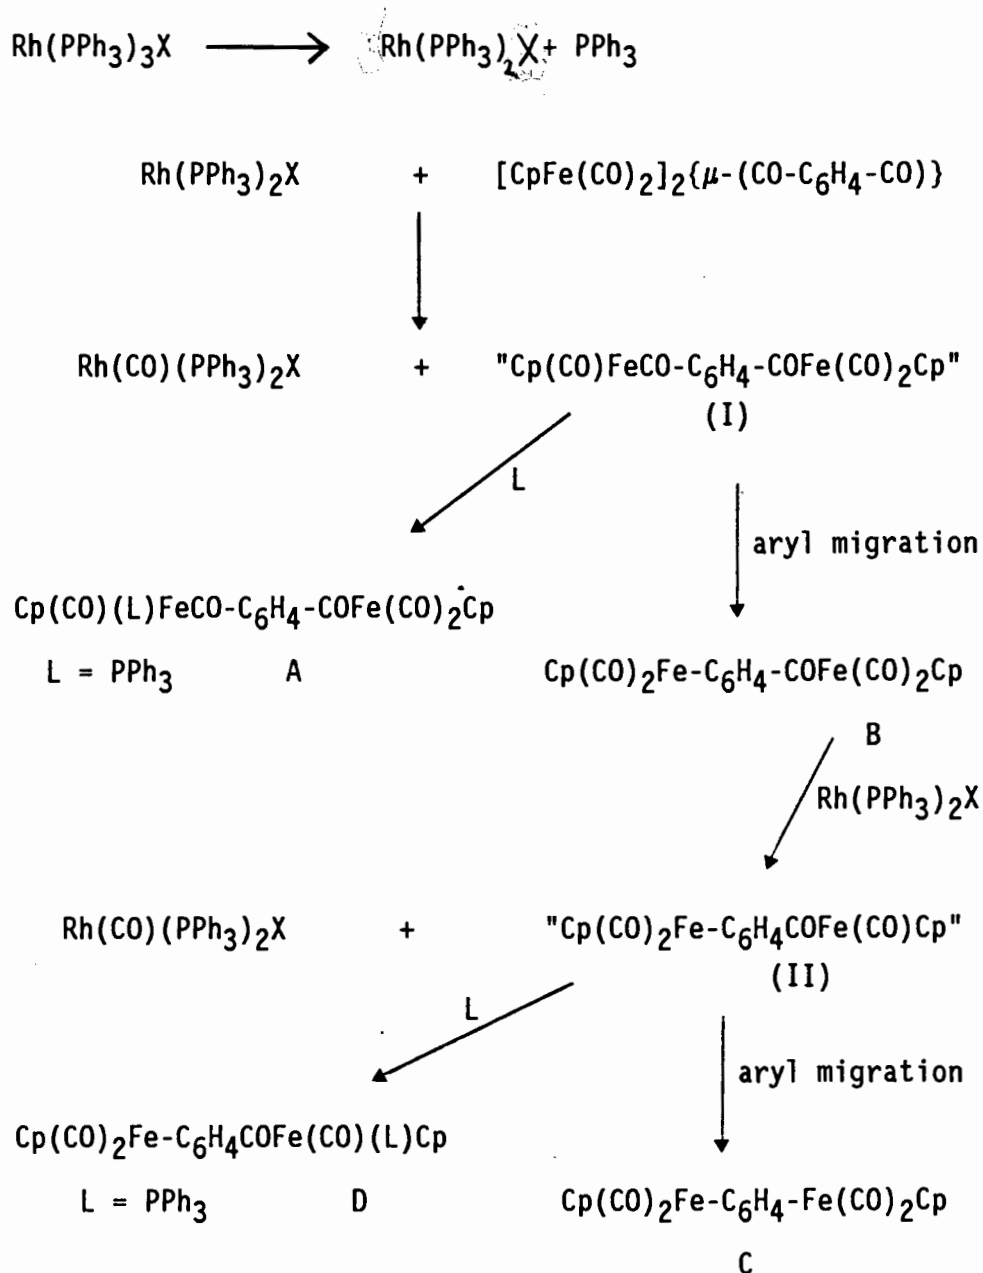 Rh(PPh3)3X ⟶ Rh(PPh3)2X + PPh3
Rh(PPh3)2X + [CpFe(CO)2]2{μ-(CO-C6H4-CO)}
Rh(CO)(PPh3)2X + "Cp(CO)FeCO-C6H4-COFe(CO)2Cp"
(I)
L
aryl migration
Cp(CO)(L)FeCO-C6H4-COFe(CO)2Cp
L = PPh3 A
Cp(CO)2Fe-C6H4-COFe(CO)2Cp
B
Rh(PPh3)2X
Rh(CO)(PPh3)2X + "Cp(CO)2Fe-C6H4COFe(CO)Cp"
(II)
L
aryl migration
Cp(CO)2Fe-C6H4COFe(CO)(L)Cp
L = PPh3 D
Cp(CO)2Fe-C6H4-Fe(CO)2Cp
C